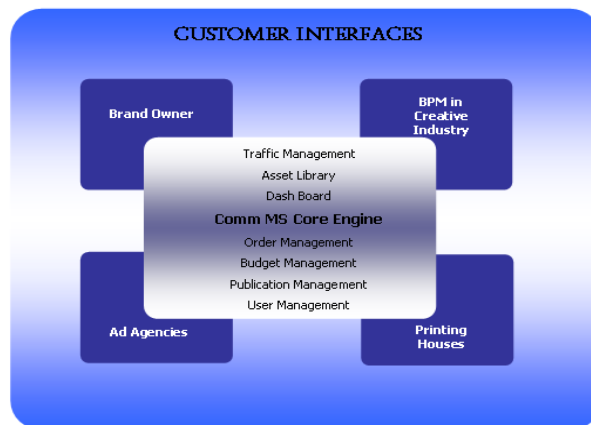 CUSTOMER INTERFACES
Brand Owner
BPM in
Creative
Industry
Traffic Management
Asset Library
Dash Board
Comm MS Core Engine
Order Management
Budget Management
Publication Management
User Management
Ad Agencies
Printing
Houses